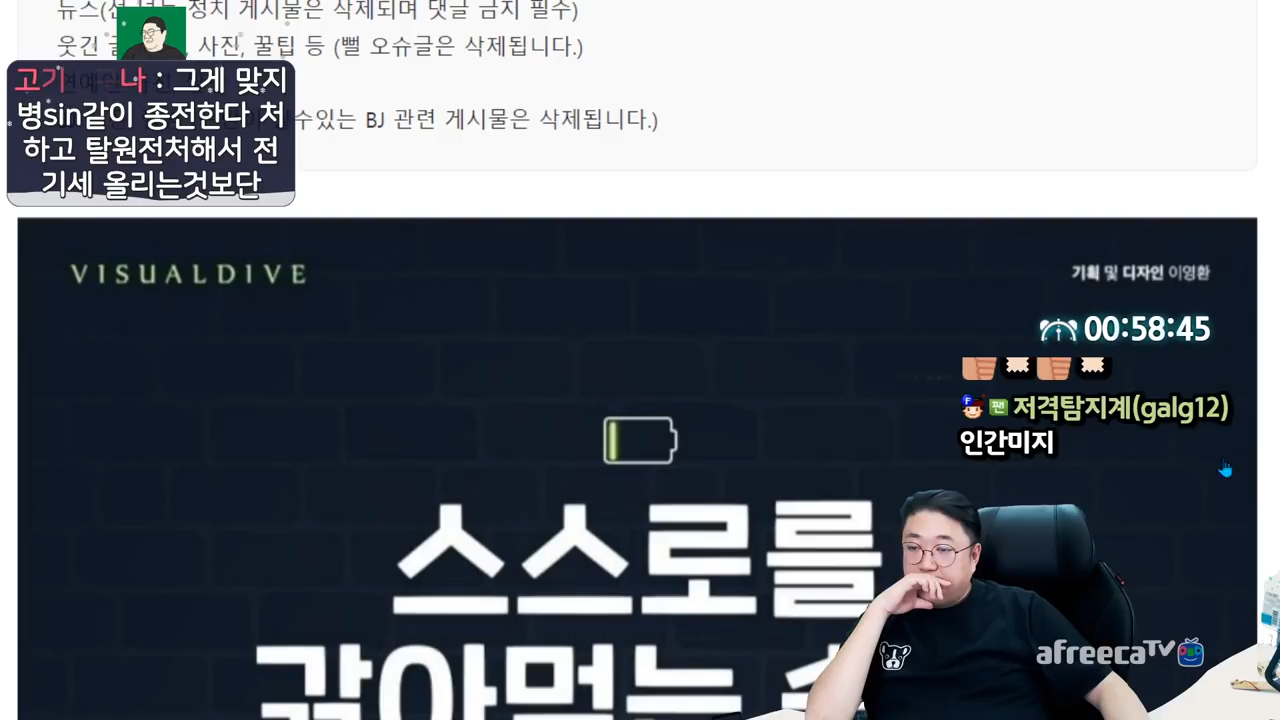 뉴스( 정치 게시물은 삭제되며 댓글 금지 필수)
웃긴 사진, 꿀팁 등 (뻘 오슈글은 삭제됩니다.)
수있는 BJ 관련 게시물은 삭제됩니다.)
고기 나 : 그게 맞지
병sin같이 종전한다 처
하고 탈원전처해서 전
기세 올리는것보단
VISUALDIVE
기획 및 디자인 이영환
00:58:45
F 팬 저격탐지계(galg12)
인간미지
스스로를
갉아먹는
afreecaTV